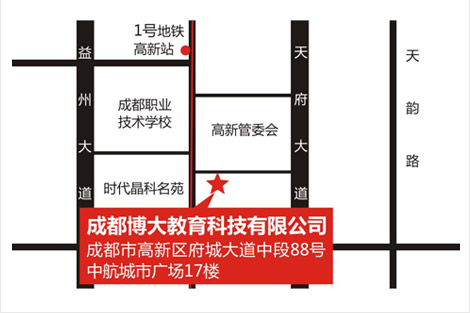 1号地铁
高新站
益州大道
天府大道
天韵路
成都职业
技术学校
高新管委会
时代晶科名苑
成都博大教育科技有限公司
成都市高新区府城大道中段88号
中航城市广场17楼